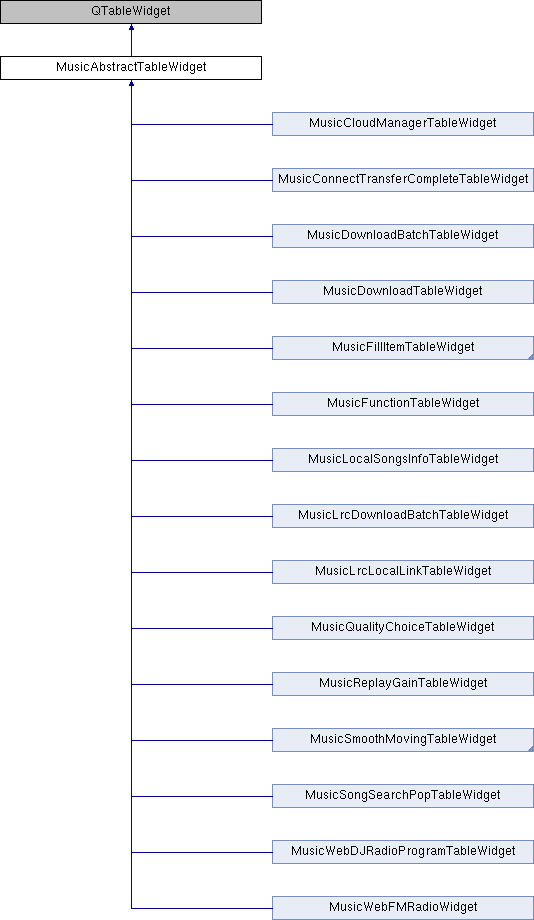 QTableWidget
MusicAbstractTableWidget
MusicCloudManagerTableWidget
MusicConnectTransferCompleteTableWidget
MusicDownloadBatchTableWidget
MusicDownloadTableWidget
MusicFillItemTableWidget
MusicFunctionTableWidget
MusicLocalSongsInfoTableWidget
MusicLrcDownloadBatchTableWidget
MusicLrcLocalLinkTableWidget
MusicQualityChoiceTableWidget
MusicReplayGainTableWidget
MusicSmoothMovingTableWidget
MusicSongSearchPopTableWidget
MusicWebDJRadioProgramTableWidget
MusicWebFMRadioWidget